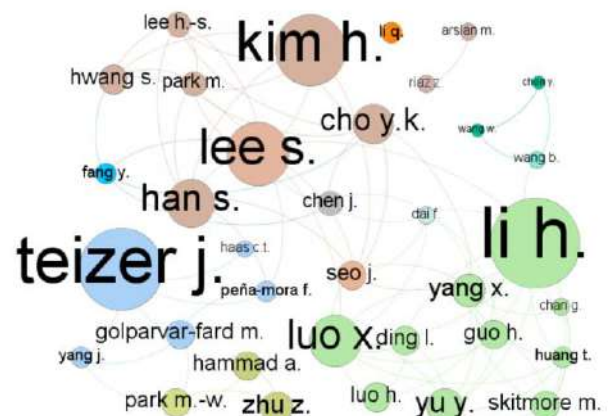 lee h.-s.
kim h.
li q.
arslan m.
hwang s.
park m.
riaz z.
chen y.
cho y.k.
lee s.
wang w.
wang b.
fang y.
han s.
chen j.
dai f.
li h.
teizer j.
haas c.t.
seo j.
peña-mora f.
yang x.
chan g.
golparvar-fard m.
luo x.
ding l.
guo h.
yang j.
hammad a.
huang t.
park m.-w.
zhu z.
luo h.
yu y.
skitmore m.